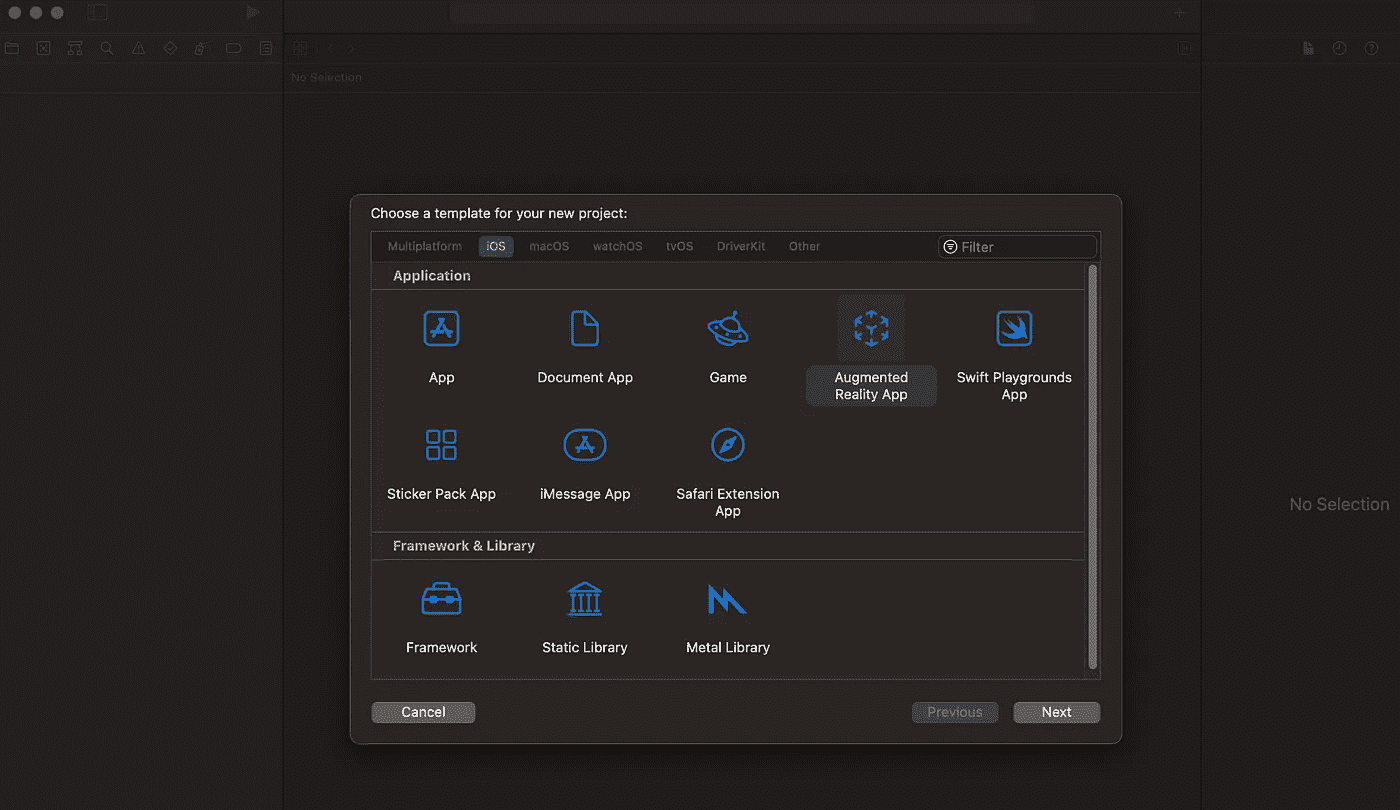 No Selection
Choose a template for your new project:
Multiplatform iOS macOS watchOS tvOS DriverKit Other Filter
Application
App Document App Game Augmented Reality App Swift Playgrounds App
Sticker Pack App iMessage App Safari Extension App
No Selection
Framework & Library
Framework Static Library Metal Library
Cancel Previous Next